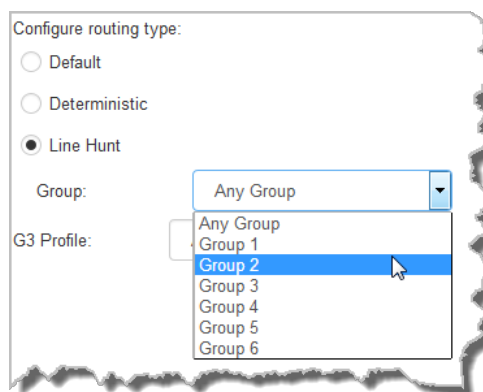 Configure routing type:
Default
Deterministic
Line Hunt
Group: Any Group
Any Group
G3 Profile:
Group 1
Group 2
Group 3
Group 4
Group 5
Group 6